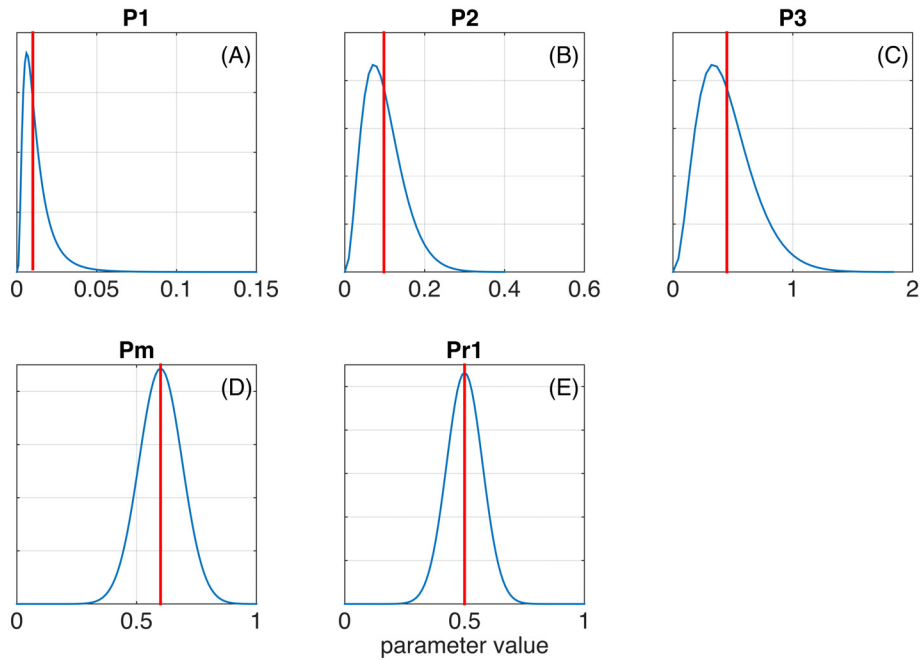 P1 P2 P3
(A) (B) (C)
0 0.05 0.1 0.15 0 0.2 0.4 0.6 0 1 2
Pm Pr1
(D) (E)
0 0.5 1 0 0.5 1
parameter value